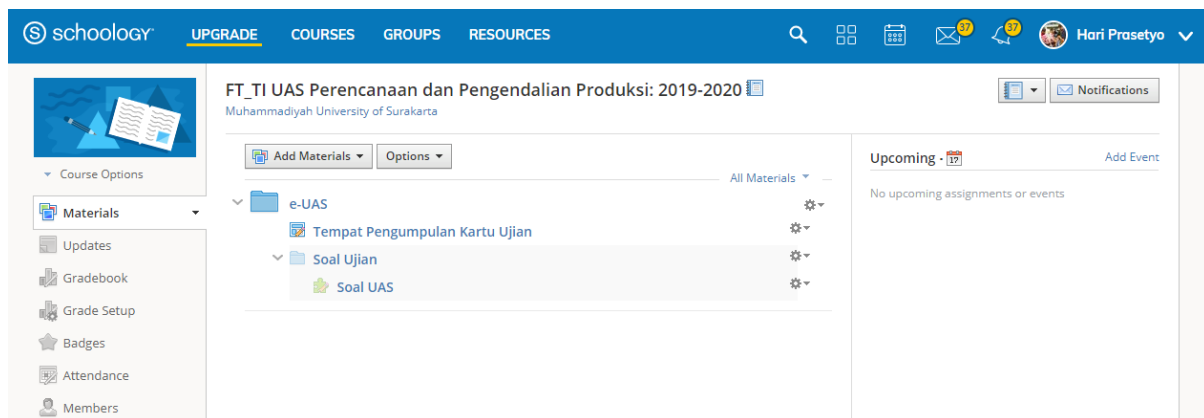 S schoology UPGRADE COURSES GROUPS RESOURCES 37 37 Hari Prasetyo
FT_TI UAS Perencanaan dan Pengendalian Produksi: 2019-2020
Muhammadiyah University of Surakarta
Notifications
Course Options
Materials
Updates
Gradebook
Grade Setup
Badges
Attendance
Members
Add Materials Options
All Materials
e-UAS
Tempat Pengumpulan Kartu Ujian
Soal Ujian
Soal UAS
Upcoming · 17 Add Event
No upcoming assignments or events